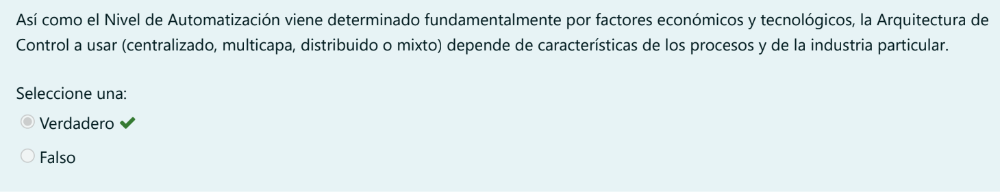 Así como el Nivel de Automatización viene determinado fundamentalmente por factores económicos y tecnológicos, la Arquitectura de
Control a usar (centralizado, multicapa, distribuido o mixto) depende de características de los procesos y de la industria particular.
Seleccione una:
Verdadero
Falso